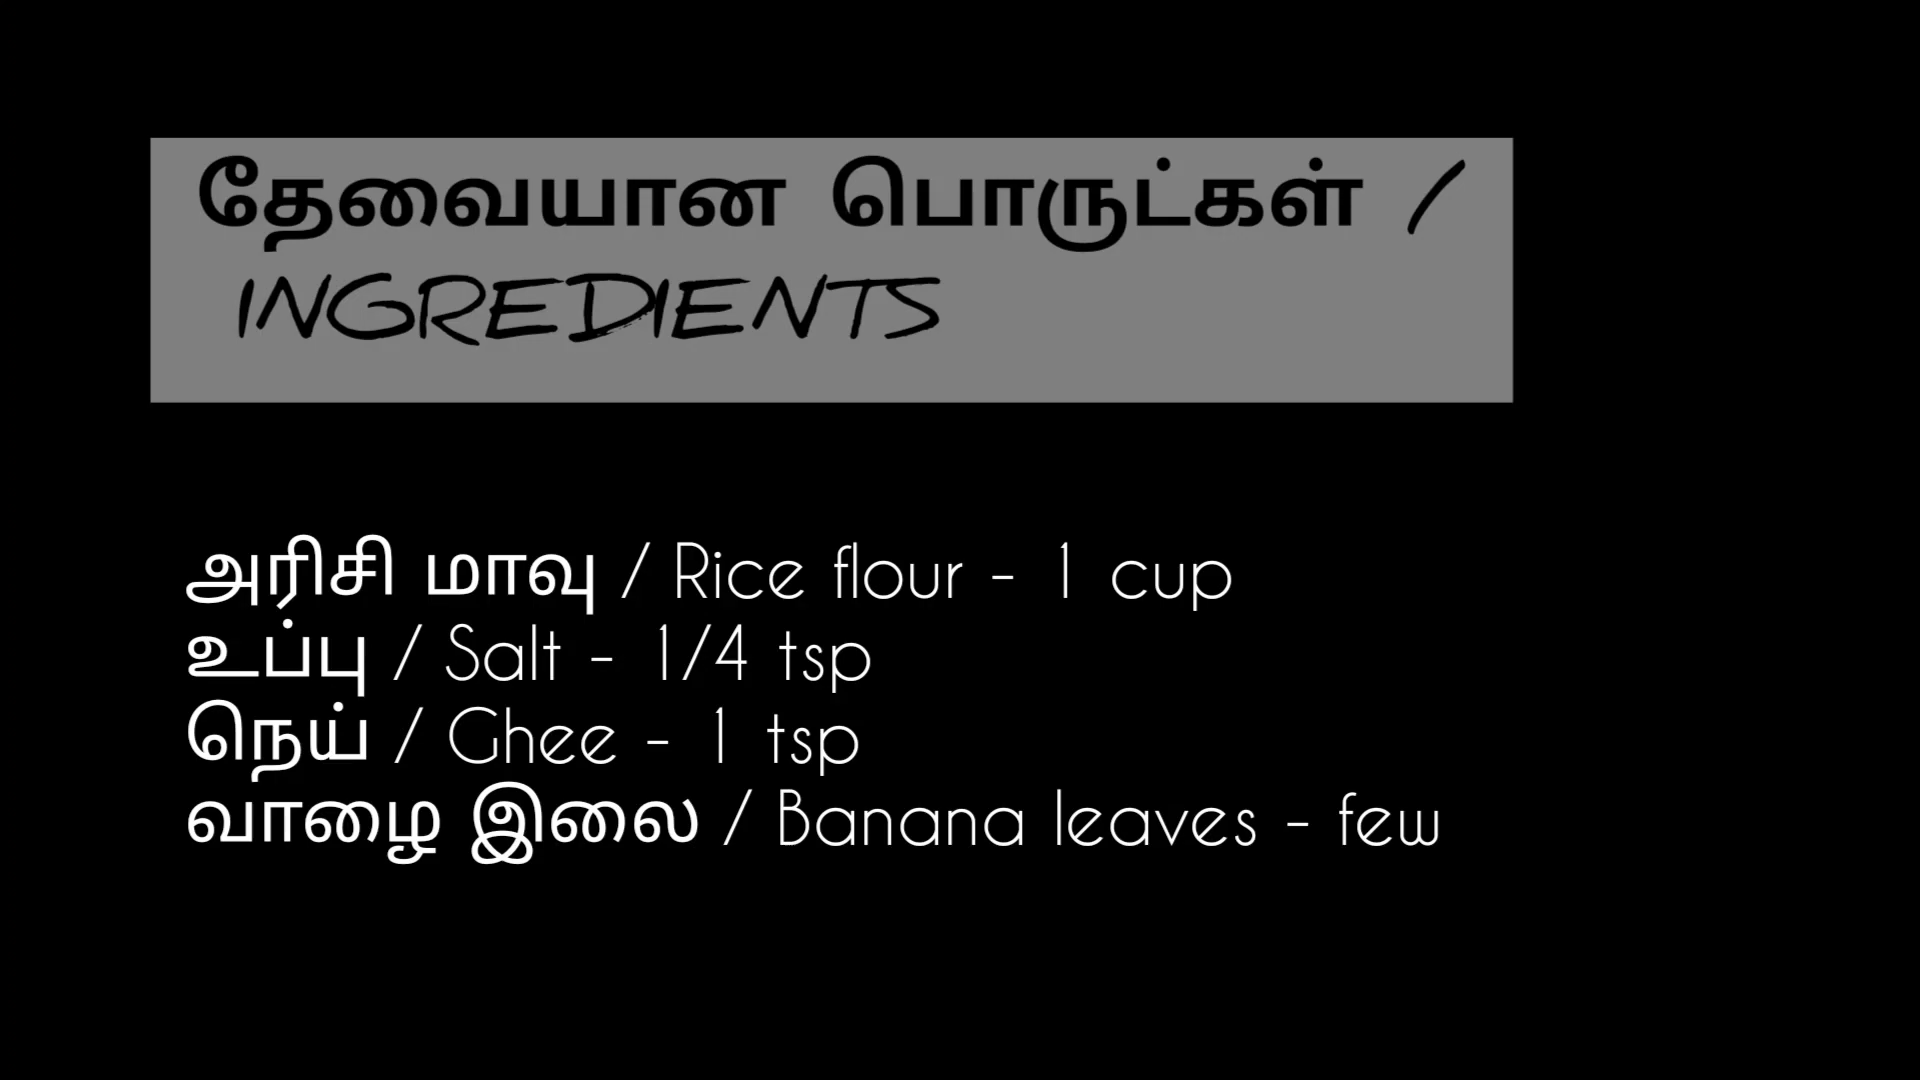 தேவையான பொருட்கள் /
INGREDIENTS
அரிசி மாவு / Rice flour - 1 cup
உப்பு / Salt - 1/4 tsp
நெய் / Ghee - 1 tsp
வாழை இலை / Banana leaves - few